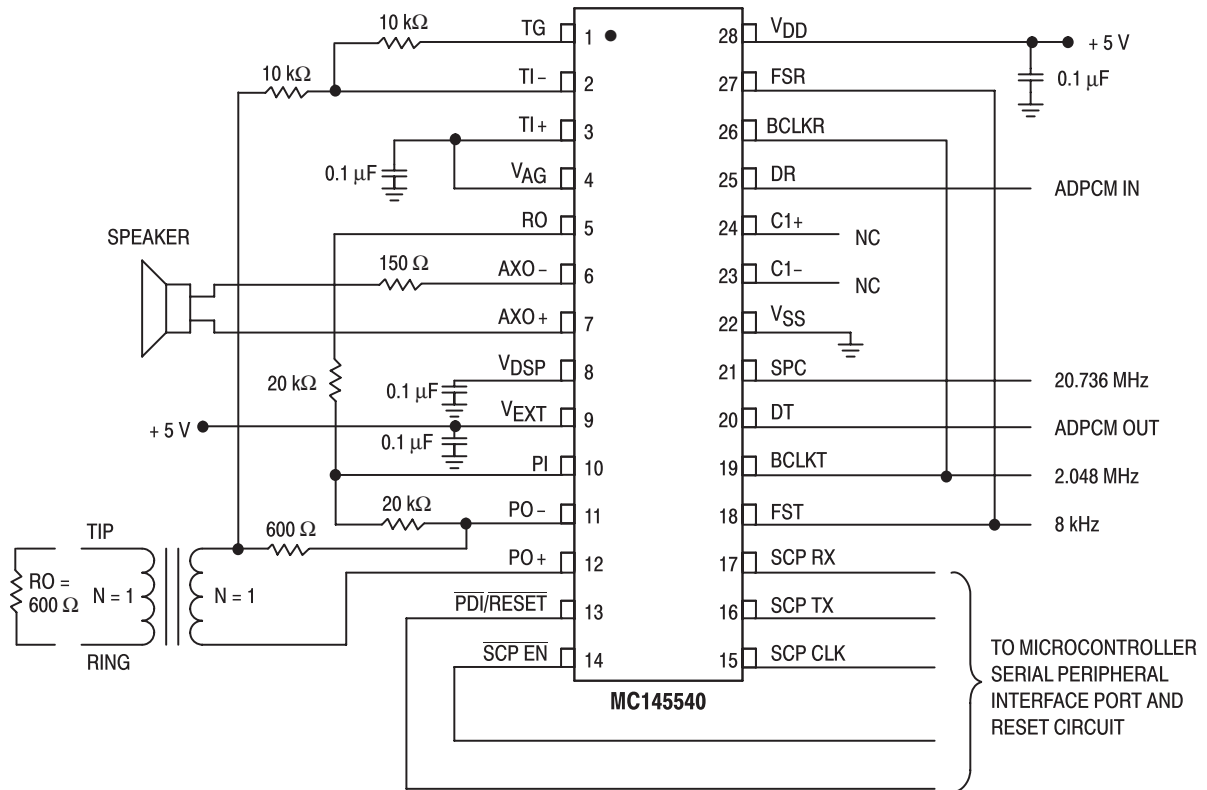 10 kΩ
TG
1
28
VDD
+ 5 V
10 kΩ
TI−
2
27
FSR
0.1 µF
TI+
3
26
BCLKR
0.1 µF
VAG
4
25
DR
ADPCM IN
RO
5
24
C1+
NC
SPEAKER
150 Ω
AXO−
6
23
C1−
NC
AXO+
7
22
VSS
20 kΩ
VDSP
8
21
SPC
20.736 MHz
0.1 µF
+ 5 V
VEXT
9
20
DT
ADPCM OUT
0.1 µF
PI
10
19
BCLKT
2.048 MHz
20 kΩ
PO−
11
18
FST
8 kHz
TIP
600 Ω
PO+
12
17
SCP RX
RO =
600 Ω
N = 1
N = 1
PDI/RESET
13
16
SCP TX
RING
SCP EN
14
15
SCP CLK
TO MICROCONTROLLER
SERIAL PERIPHERAL
INTERFACE PORT AND
RESET CIRCUIT
MC145540